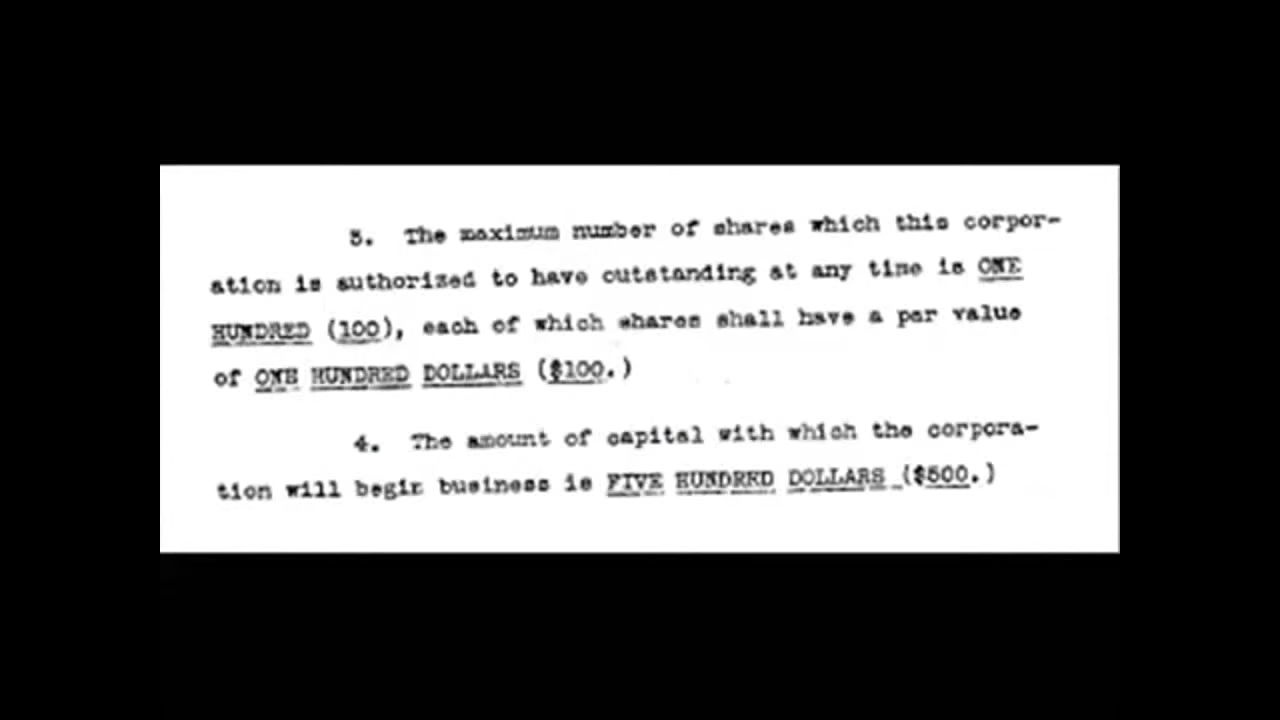 3. The maximum number of shares which this corpor-
ation is authorized to have outstanding at any time is ONE
HUNDRED (100), each of which shares shall have a par value
of ONE HUNDRED DOLLARS ($100.)
4. The amount of capital with which the corpora-
tion will begin business is FIVE HUNDRED DOLLARS ($500.)